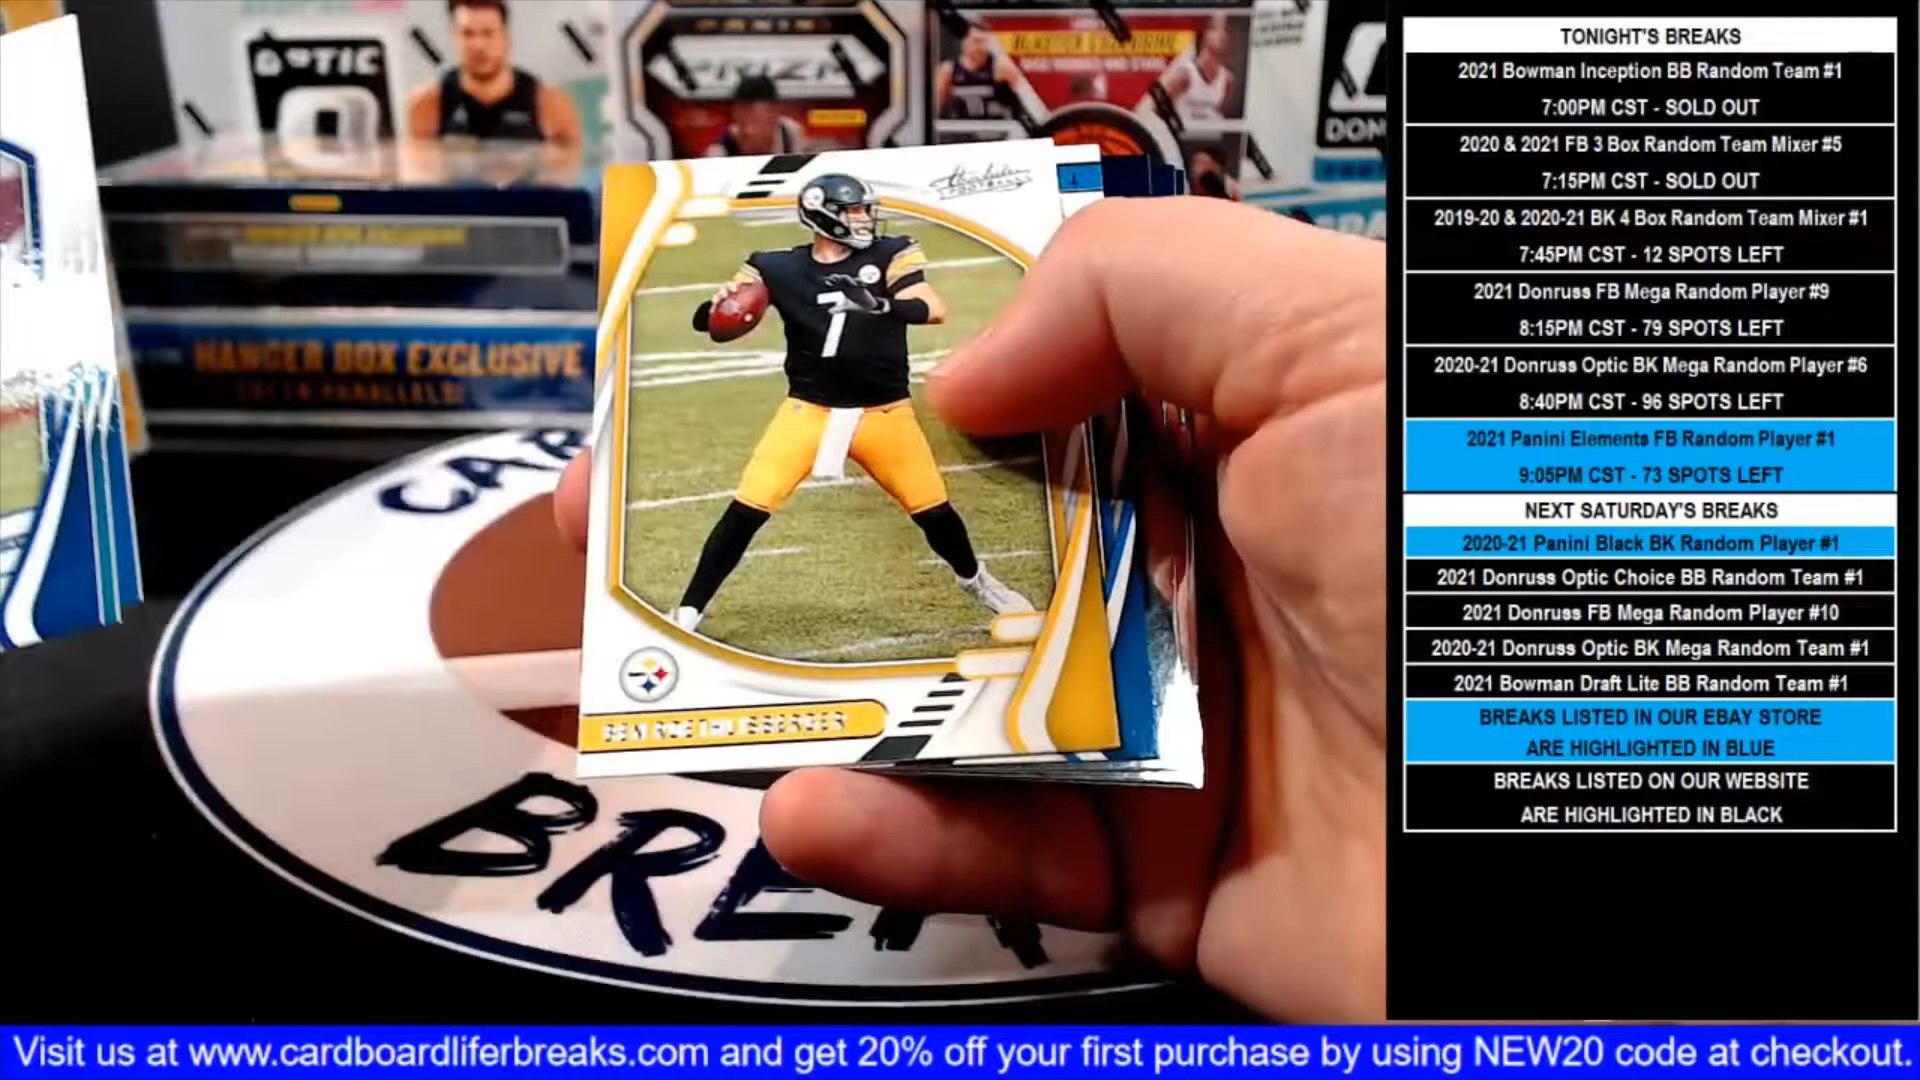 OPTIC
PANINI
PRIZM
DON
HANGER BOX EXCLUSIVE
Absolute
FOOTBALL
7
BEN ROETHLISBERGER
CAR
BREA
TONIGHT'S BREAKS
2021 Bowman Inception BB Random Team #1
7:00PM CST - SOLD OUT
2020 & 2021 FB 3 Box Random Team Mixer #5
7:15PM CST - SOLD OUT
2019-20 & 2020-21 BK 4 Box Random Team Mixer #1
7:45PM CST - 12 SPOTS LEFT
2021 Donruss FB Mega Random Player #9
8:15PM CST - 79 SPOTS LEFT
2020-21 Donruss Optic BK Mega Random Player #6
8:40PM CST - 96 SPOTS LEFT
2021 Panini Elements FB Random Player #1
9:05PM CST - 73 SPOTS LEFT
NEXT SATURDAY'S BREAKS
2020-21 Panini Black BK Random Player #1
2021 Donruss Optic Choice BB Random Team #1
2021 Donruss FB Mega Random Player #10
2020-21 Donruss Optic BK Mega Random Team #1
2021 Bowman Draft Lite BB Random Team #1
BREAKS LISTED IN OUR EBAY STORE
ARE HIGHLIGHTED IN BLUE
BREAKS LISTED ON OUR WEBSITE
ARE HIGHLIGHTED IN BLACK
Visit us at www.cardboardliferbreaks.com and get 20% off your first purchase by using NEW20 code at checkout.